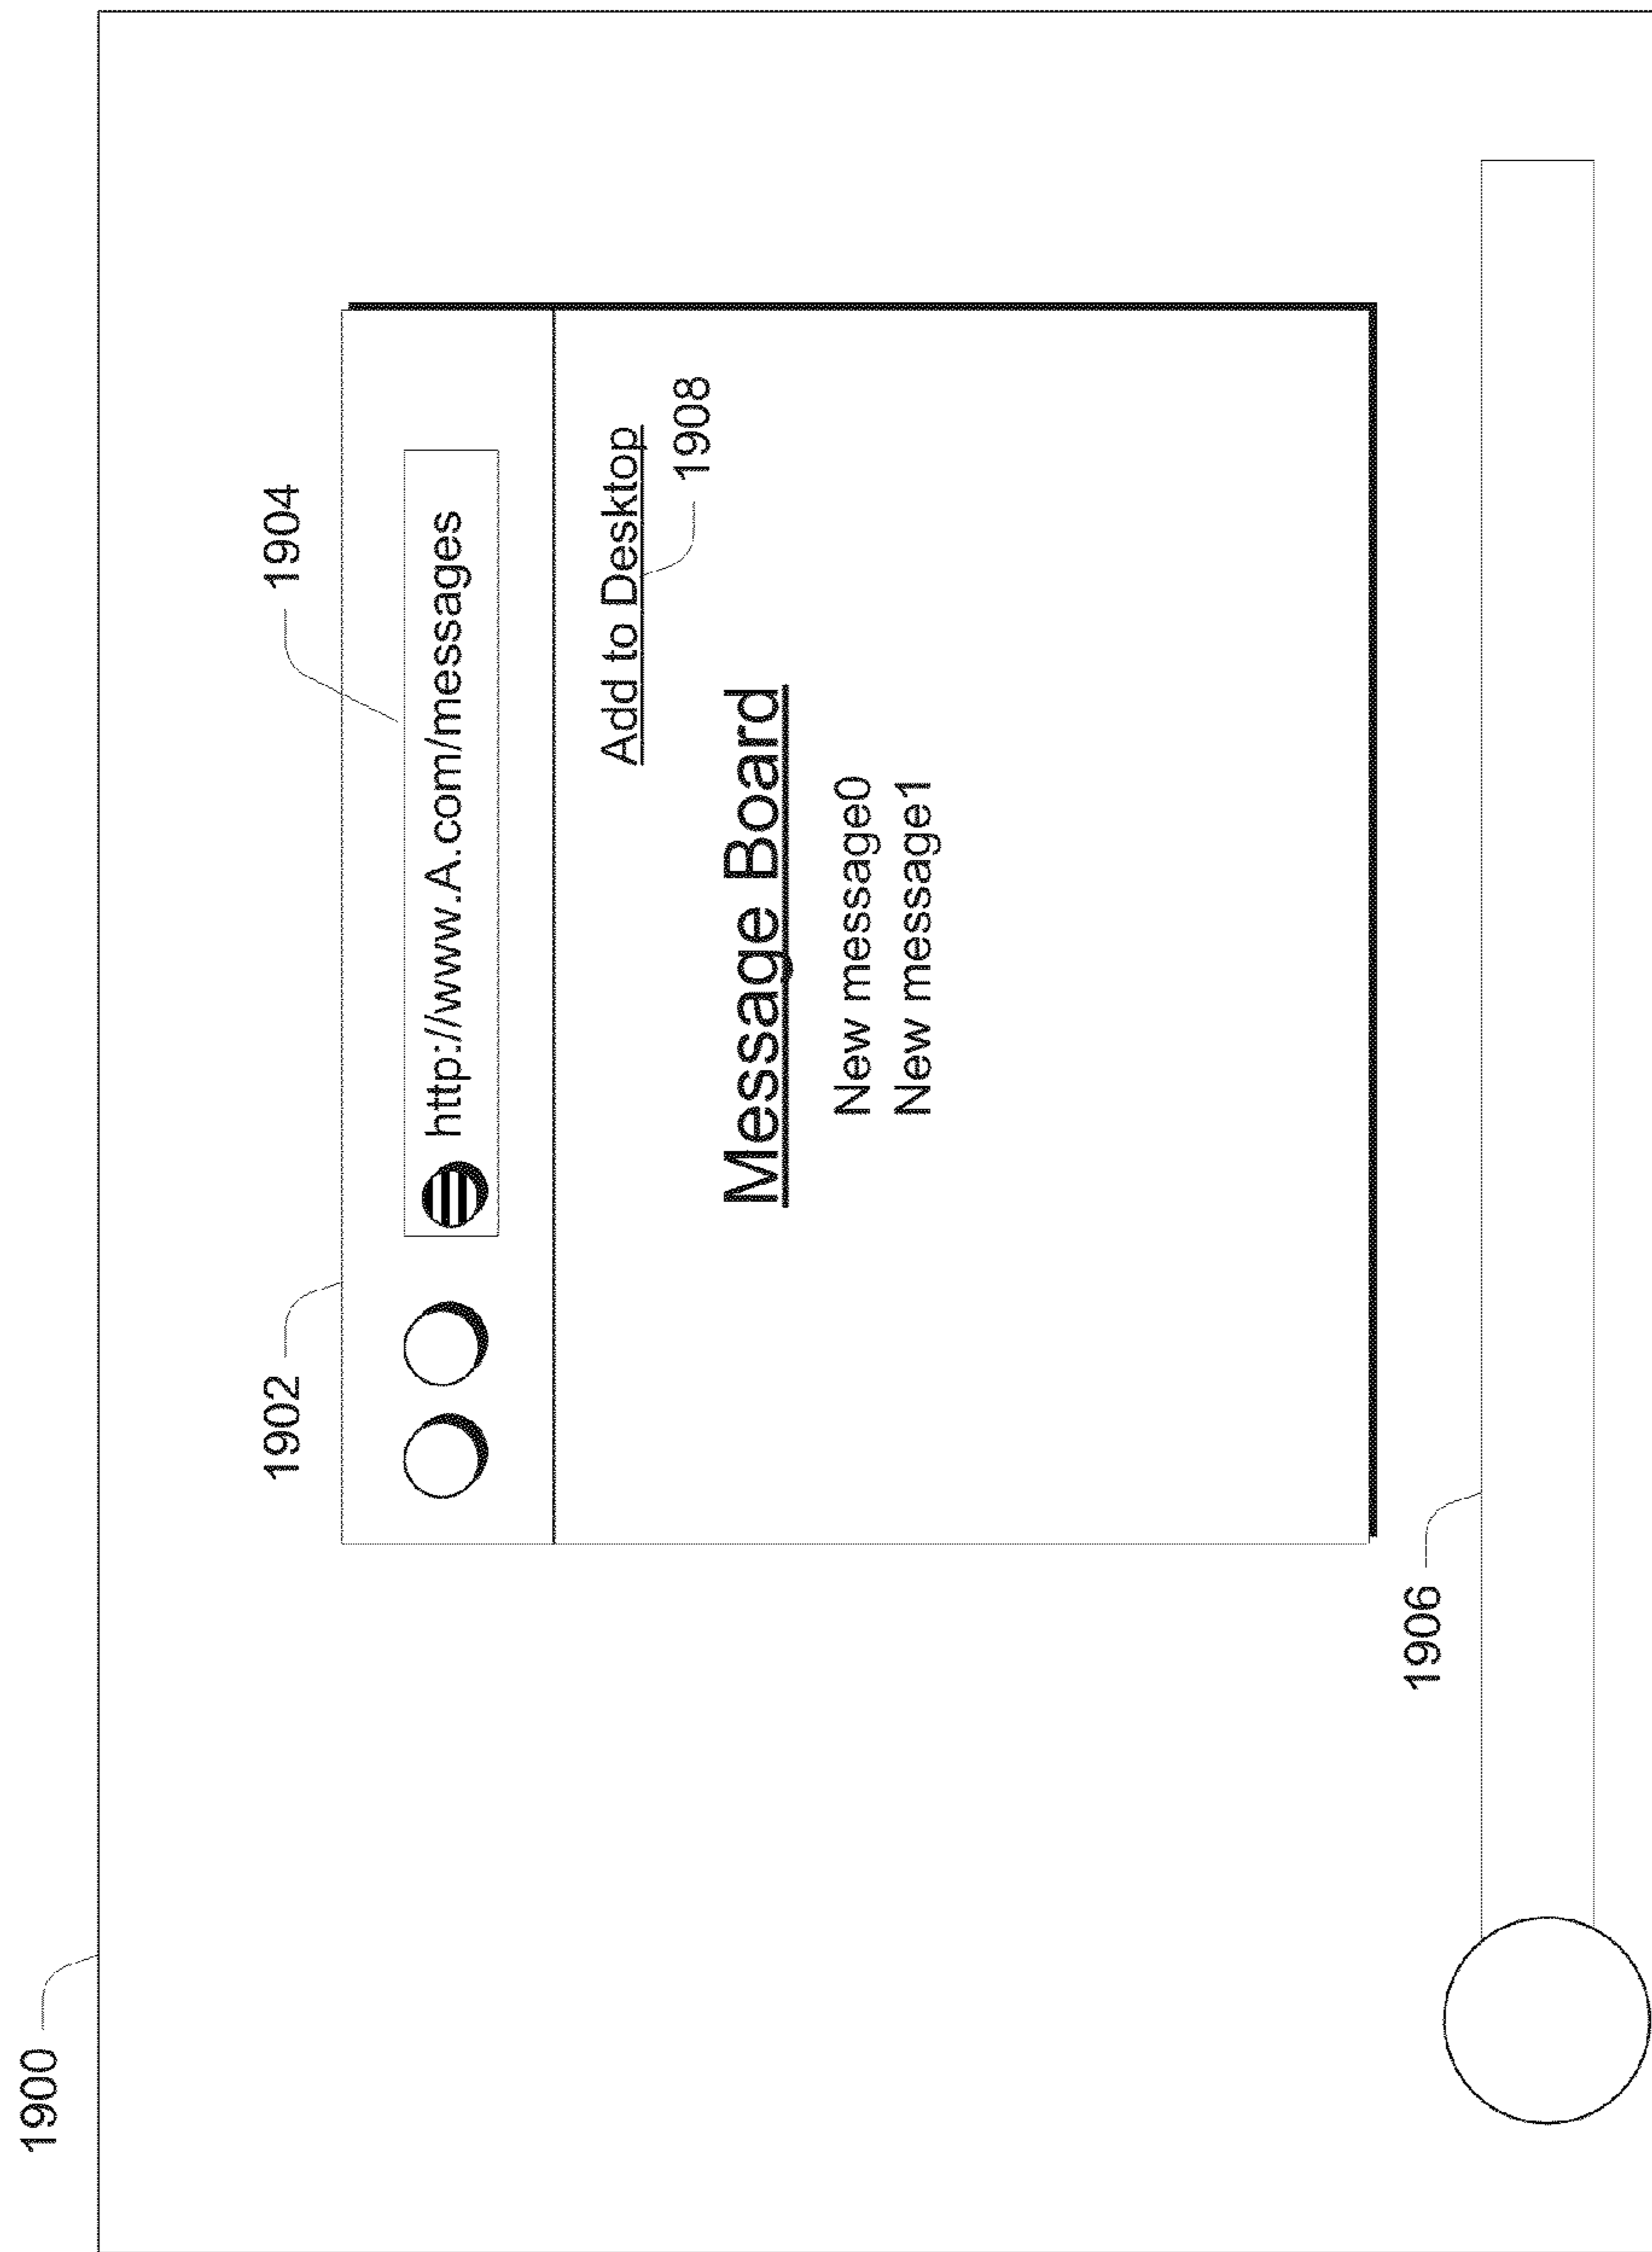 1900
1902
1904
http://www.A.com/messages
Add to Desktop
1908
Message Board
New message0
New message1
1906